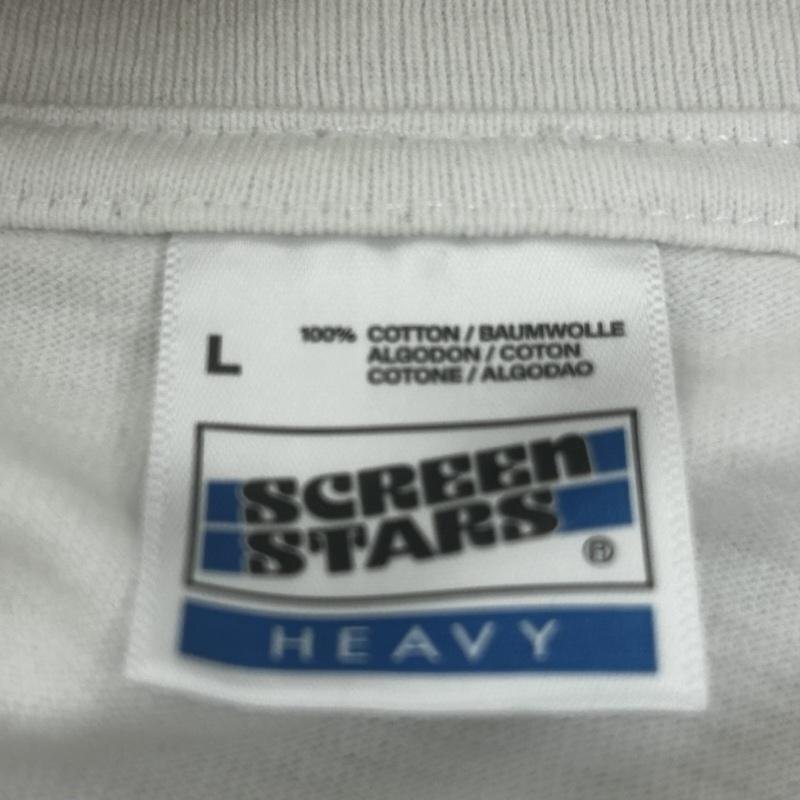 L
100% COTTON / BAUMWOLLE
ALGODON / COTON
COTONE / ALGODAO
SCREEN
STARS
®
HEAVY